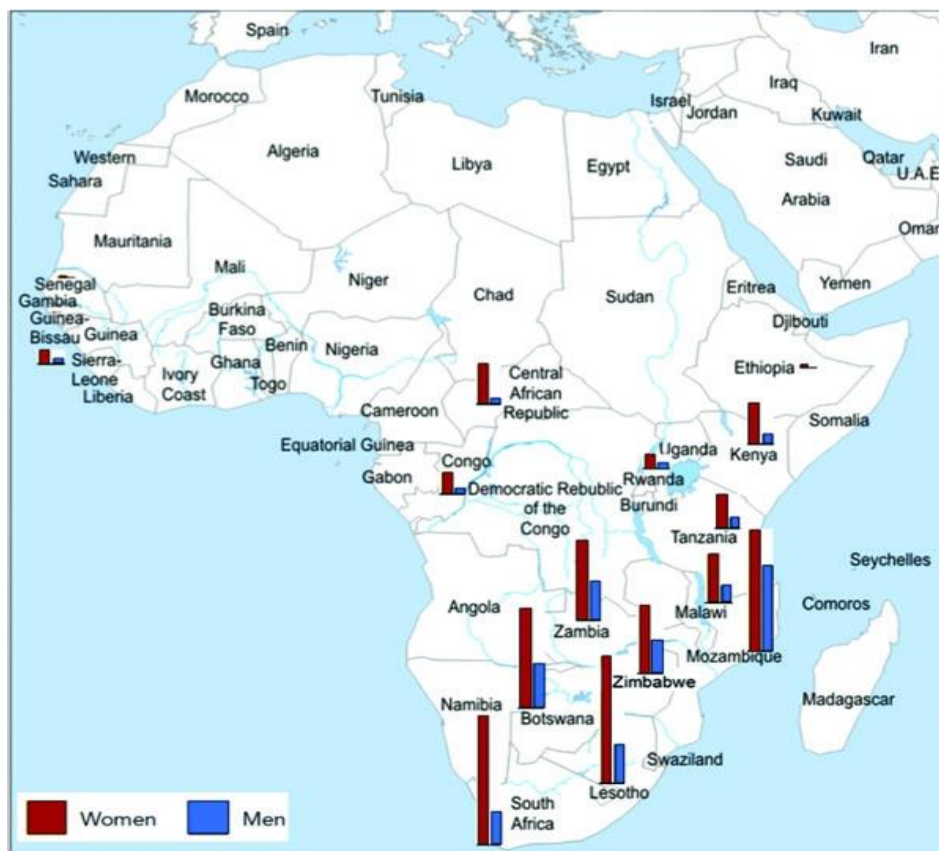 Spain
Iran
Morocco
Tunisia
Iraq
Israel
Jordan
Kuwait
Western
Sahara
Algeria
Libya
Egypt
Saudi
Arabia
Qatar
U.A.E
Oman
Mauritania
Mali
Niger
Chad
Sudan
Eritrea
Yemen
Senegal
Gambia
Guinea-
Bissau
Guinea
Burkina
Faso
Benin
Nigeria
Djibouti
Sierra-
Leone
Liberia
Ivory
Coast
Ghana
Togo
Central
African
Republic
Ethiopia
Somalia
Cameroon
Equatorial Guinea
Gabon
Congo
Democratic Republic
of the
Congo
Uganda
Rwanda
Burundi
Kenya
Tanzania
Seychelles
Angola
Zambia
Malawi
Comoros
Mozambique
Zimbabwe
Madagascar
Namibia
Botswana
Swaziland
Lesotho
South
Africa
Women
Men